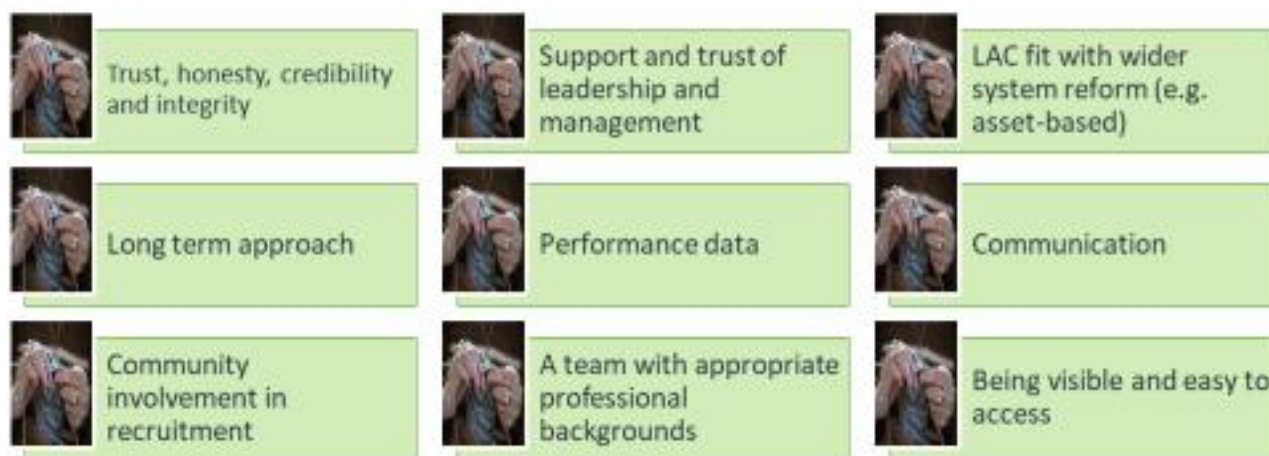 Trust, honesty, credibility
and integrity
Support and trust of
leadership and
management
LAC fit with wider
system reform (e.g.
asset-based)
Long term approach
Performance data
Communication
Community
involvement in
recruitment
A team with appropriate
professional
backgrounds
Being visible and easy to
access